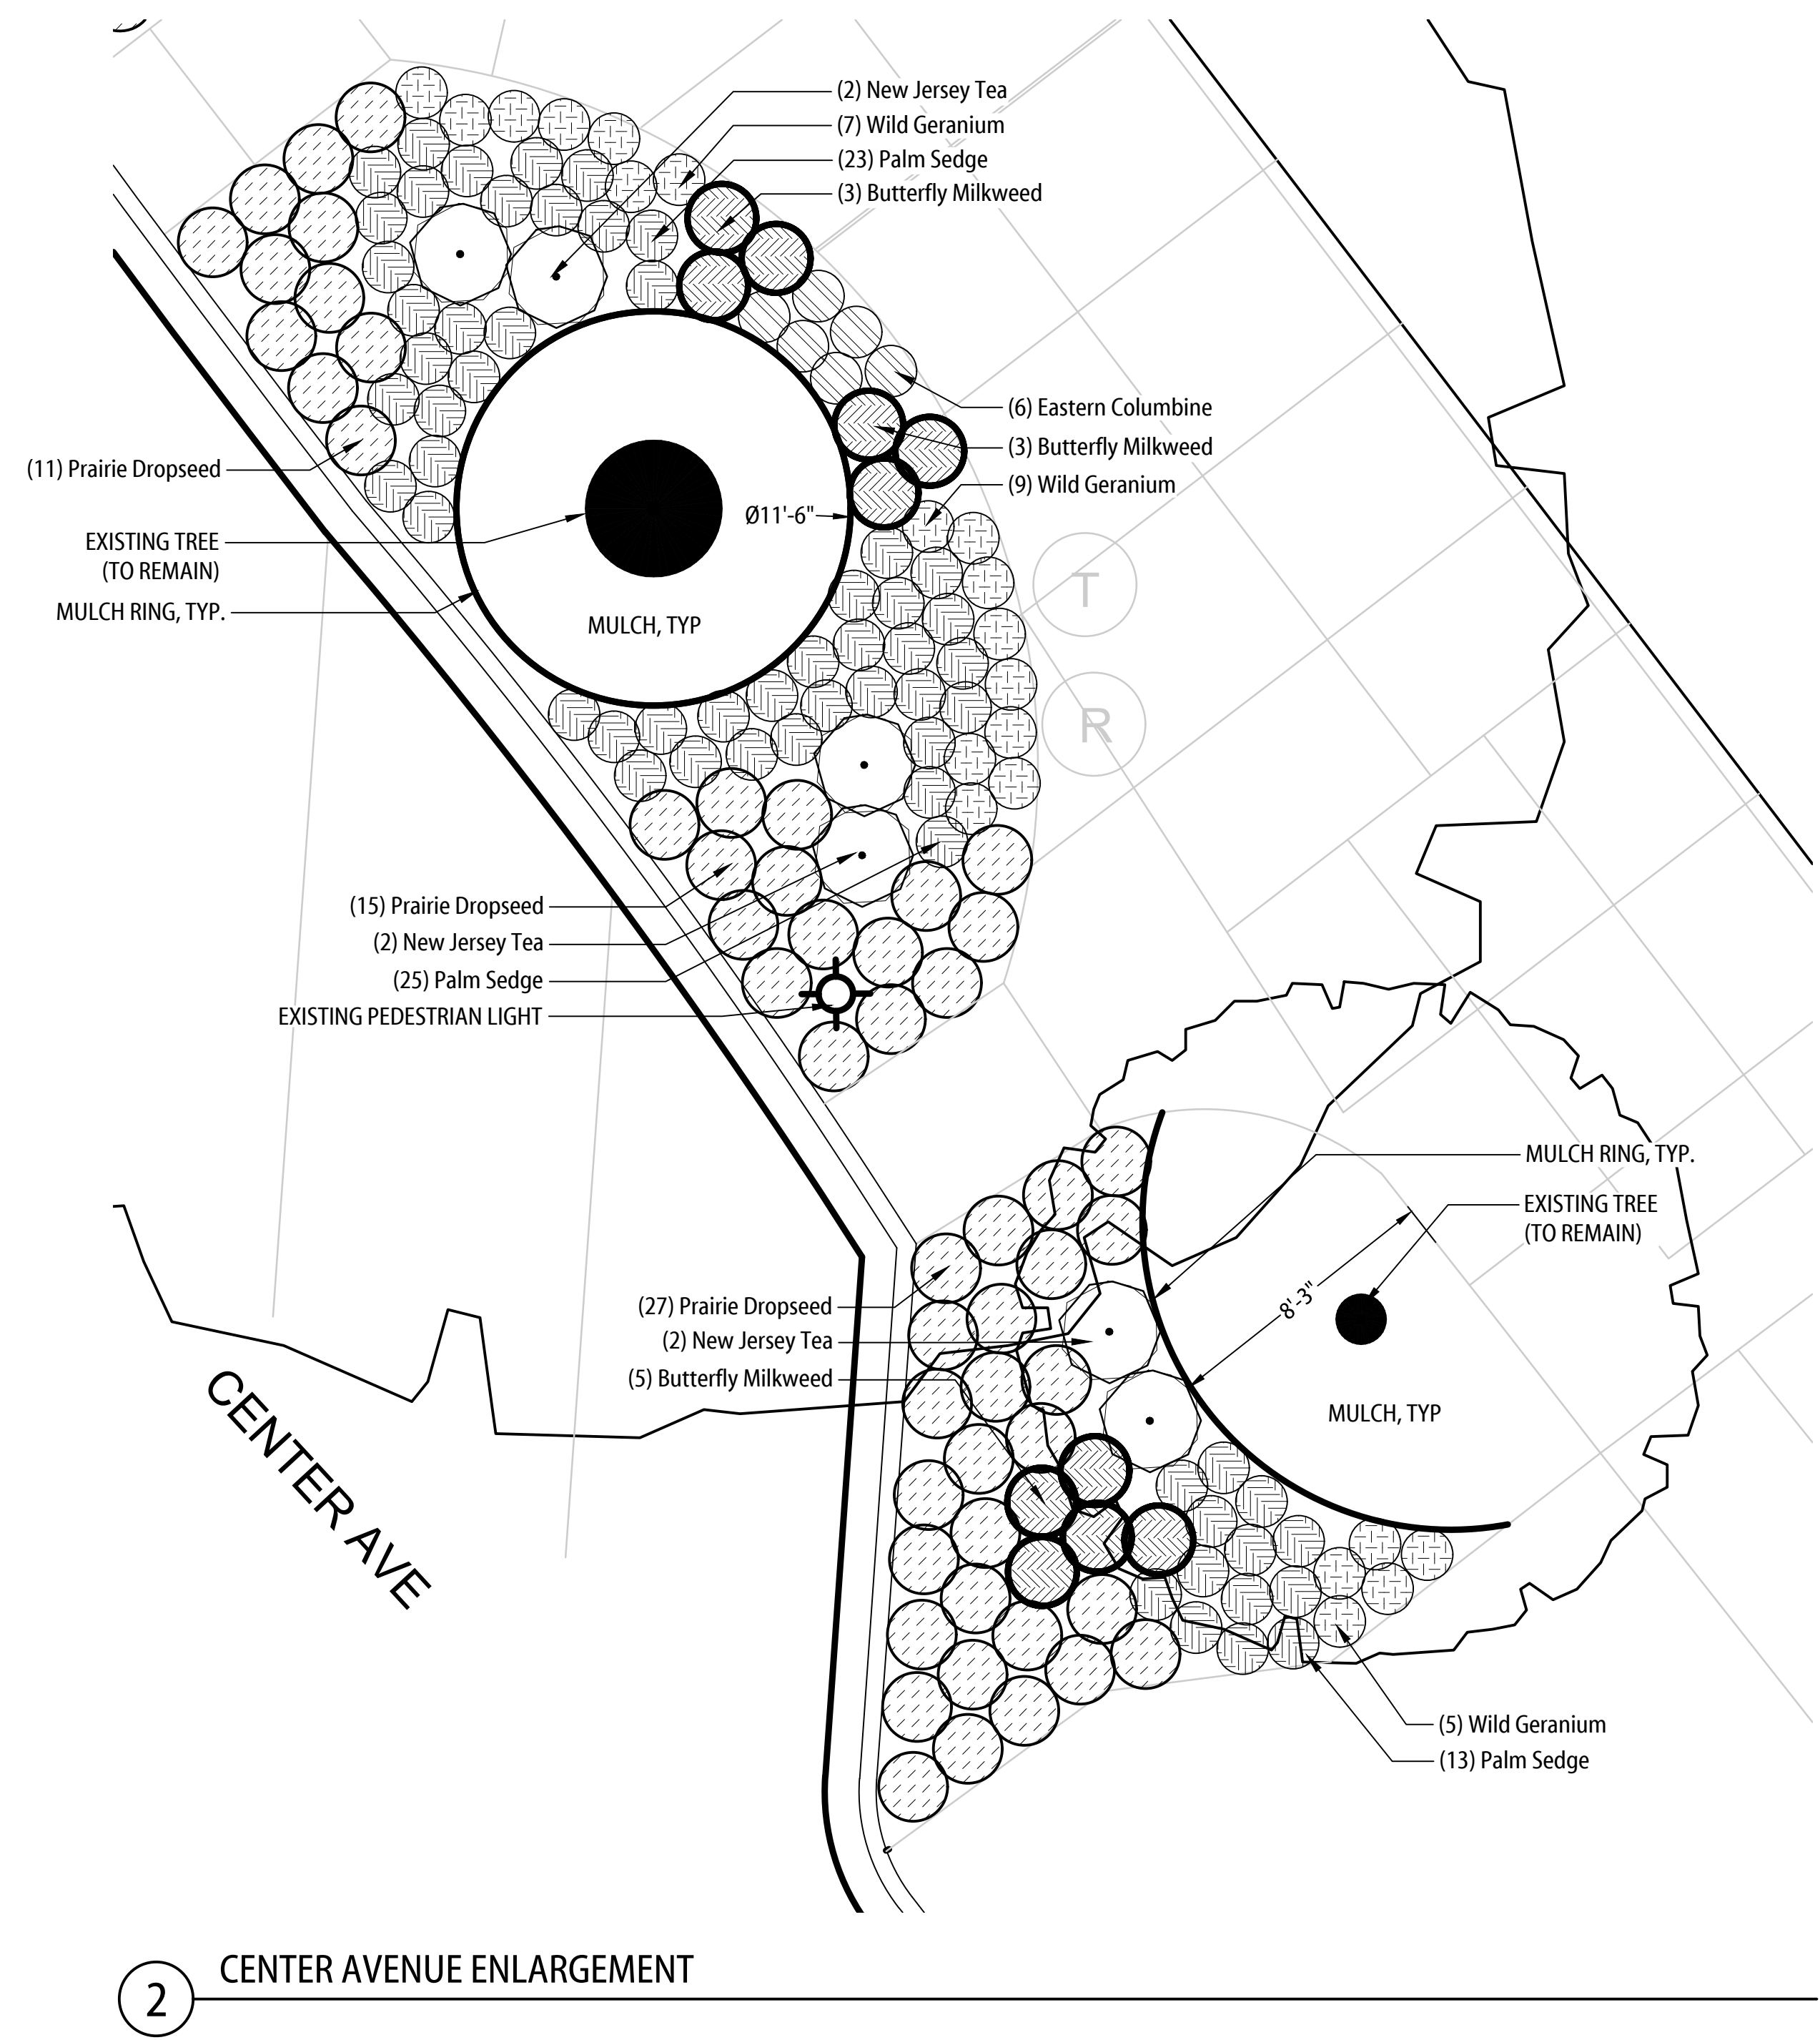 (2) New Jersey Tea
(7) Wild Geranium
(23) Palm Sedge
(3) Butterfly Milkweed
(6) Eastern Columbine
(3) Butterfly Milkweed
(9) Wild Geranium
(11) Prairie Dropseed
EXISTING TREE
(TO REMAIN)
MULCH RING, TYP.
Ø11'-6"
MULCH, TYP
T
R
(15) Prairie Dropseed
(2) New Jersey Tea
(25) Palm Sedge
EXISTING PEDESTRIAN LIGHT
MULCH RING, TYP.
EXISTING TREE
(TO REMAIN)
8'-3"
MULCH, TYP
(27) Prairie Dropseed
(2) New Jersey Tea
(5) Butterfly Milkweed
CENTER AVE
(5) Wild Geranium
(13) Palm Sedge
2
CENTER AVENUE ENLARGEMENT